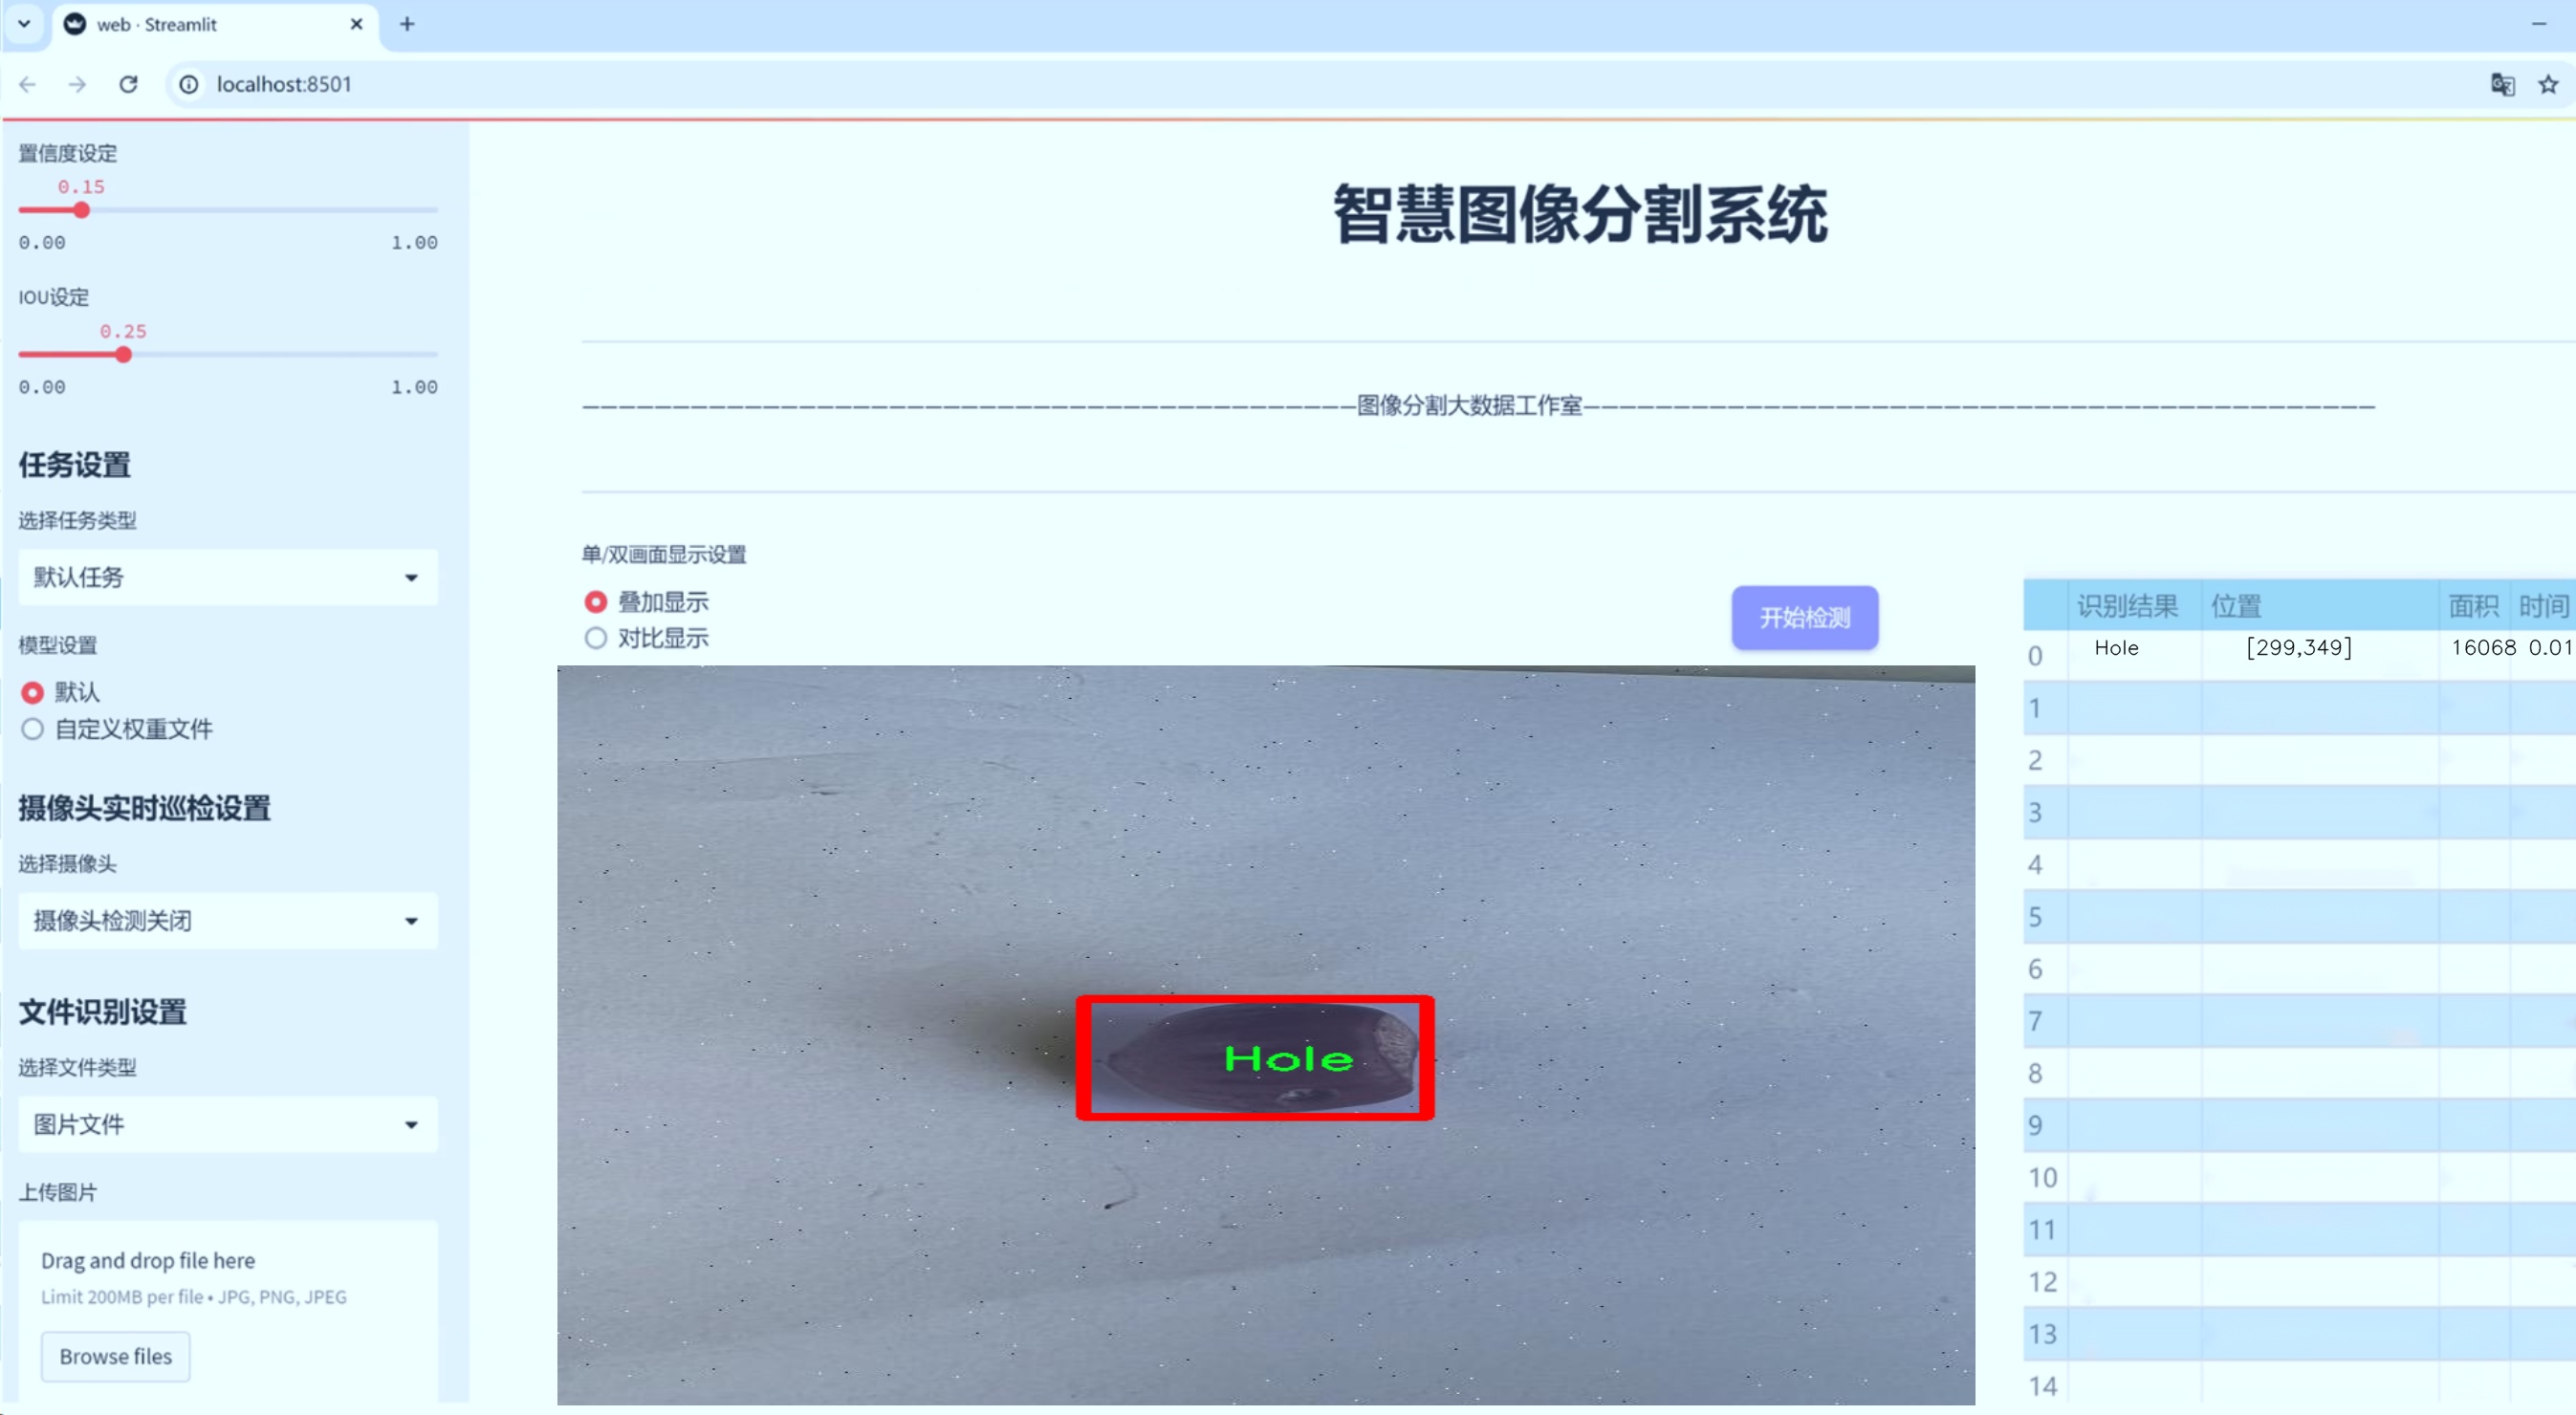 web · Streamlit
localhost:8501
置信度设定
0.15
0.00 1.00
IOU设定
0.25
0.00 1.00
任务设置
选择任务类型
默认任务
模型设置
默认
自定义权重文件
摄像头实时巡检设置
选择摄像头
摄像头检测关闭
文件识别设置
选择文件类型
图片文件
上传图片
Drag and drop file here
Limit 200MB per file • JPG, PNG, JPEG
Browse files
智慧图像分割系统
图像分割大数据工作室
单/双画面显示设置
叠加显示
对比显示
开始检测
Hole
识别结果 位置 面积 时间
0 Hole [299,349] 16068 0.01
1
2
3
4
5
6
7
8
9
10
11
12
13
14